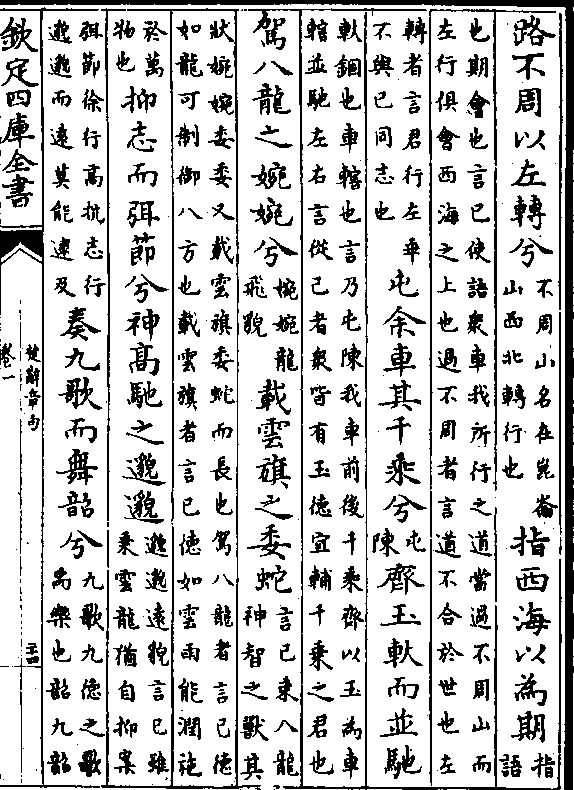 路不周以左轉兮
不周山名在崑崙
山西北轉行也
指西海以為期
指
語
也期會也言已使語衆車我所行之道當過不周山而
左行俱會西海之上也過不周者言道不合於世也左
轉者言君行左乖
不與已同志也
屯余車其千乘兮
屯
陳
齊玉軑而並馳
軑錮也車轄也言乃屯陳我車前後千乘齊以玉為車
轄並馳左右言從己者衆皆有玉德宜輔千乘之君也
駕八龍之婉婉兮
婉婉龍
飛貌
載雲旗之委蛇
言已乗八龍
神智之獸其
狀婉婉委委又載雲旗委蛇而長也駕八龍者言已德
如龍可制御八方也載雲旗者言已德如雲雨能潤施
於萬
物也
抑志而弭節兮神髙馳之邈邈
邈邈遠貌言已雖
乗雲龍猶自抑案
弭節徐行高抗志行
邈邈而遠莫能逮及
奏九歌而舞韶兮
九歌九德之歌
禹樂也韶九韶
欽定四庫全書
楚辭章句
卷一
二十四